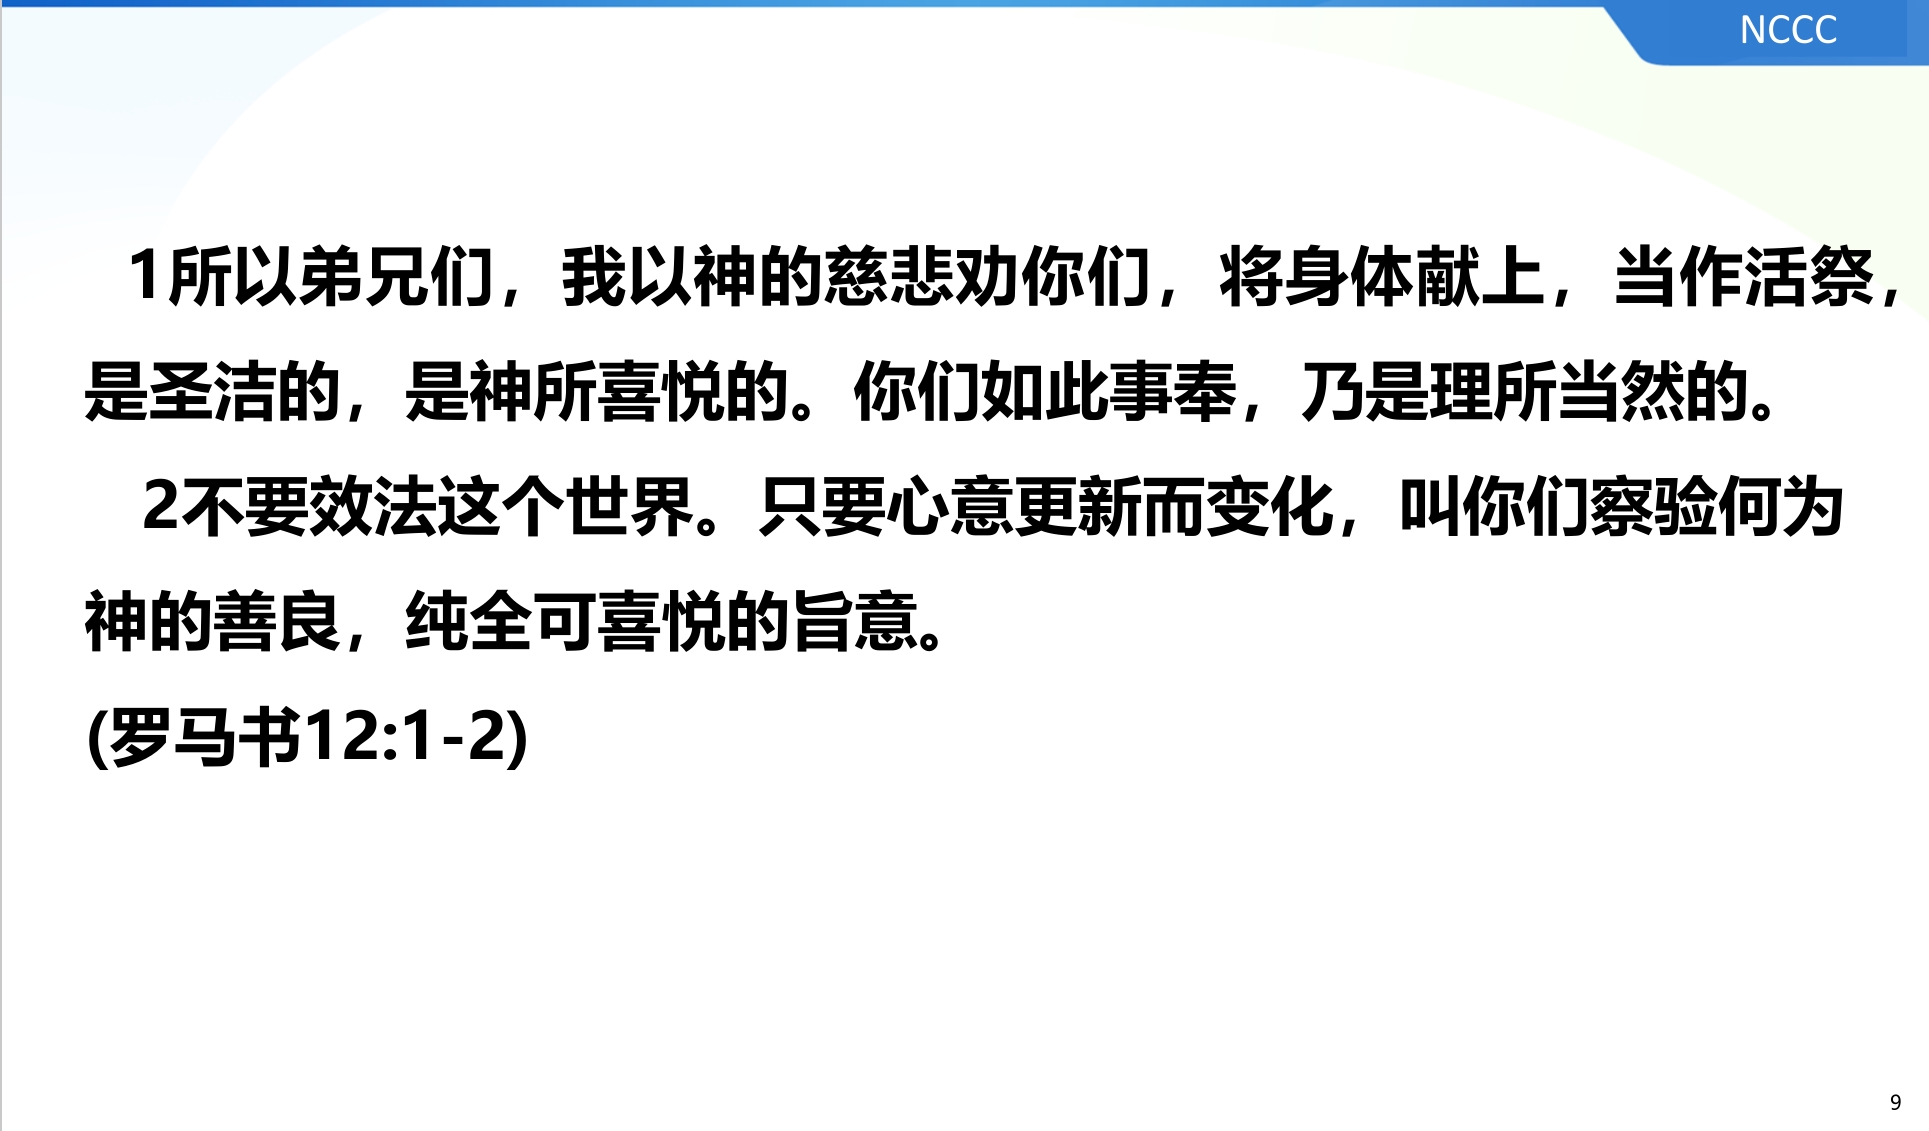 NCCC
1所以弟兄们，我以神的慈悲劝你们，将身体献上，当作活祭，
是圣洁的，是神所喜悦的。你们如此事奉，乃是理所当然的。
2不要效法这个世界。只要心意更新而变化，叫你们察验何为
神的善良，纯全可喜悦的旨意。
(罗马书12:1-2)
9